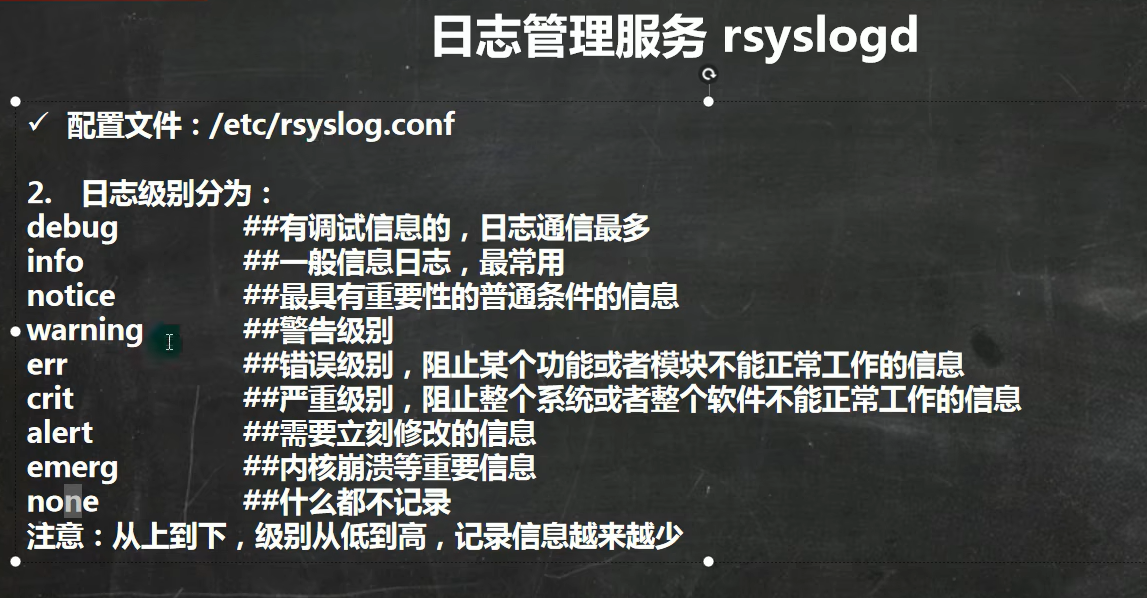 日志管理服务 rsyslogd
✓ 配置文件：/etc/rsyslog.conf
2. 日志级别分为：
debug ##有调试信息的，日志通信最多
info ##一般信息日志，最常用
notice ##最具有重要性的普通条件的信息
warning ##警告级别
err ##错误级别，阻止某个功能或者模块不能正常工作的信息
crit ##严重级别，阻止整个系统或者整个软件不能正常工作的信息
alert ##需要立刻修改的信息
emerg ##内核崩溃等重要信息
none ##什么都不记录
注意：从上到下，级别从低到高，记录信息越来越少